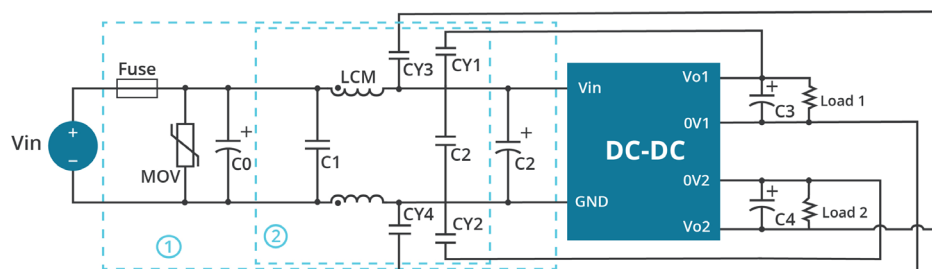 Fuse
LCM
CY3
CY1
Vin
+
−
MOV
+
C0
C1
C2
+
C2
Vin
GND
DC-DC
Vo1
0V1
0V2
Vo2
+
C3
Load 1
+
C4
Load 2
CY4
CY2
1
2